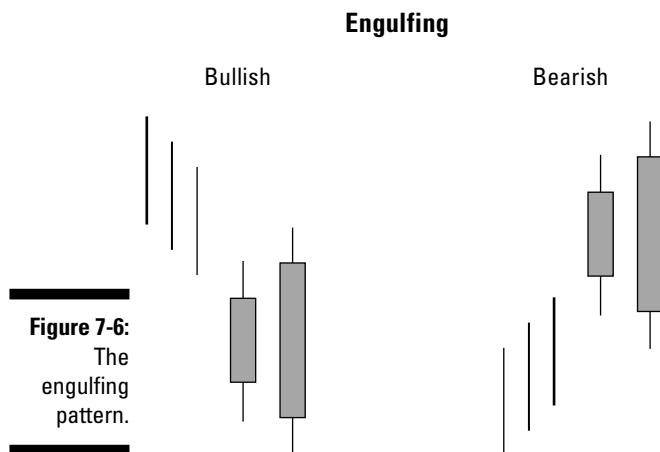 Engulfing
Bullish
Bearish
Figure 7-6:
The
engulfing
pattern.